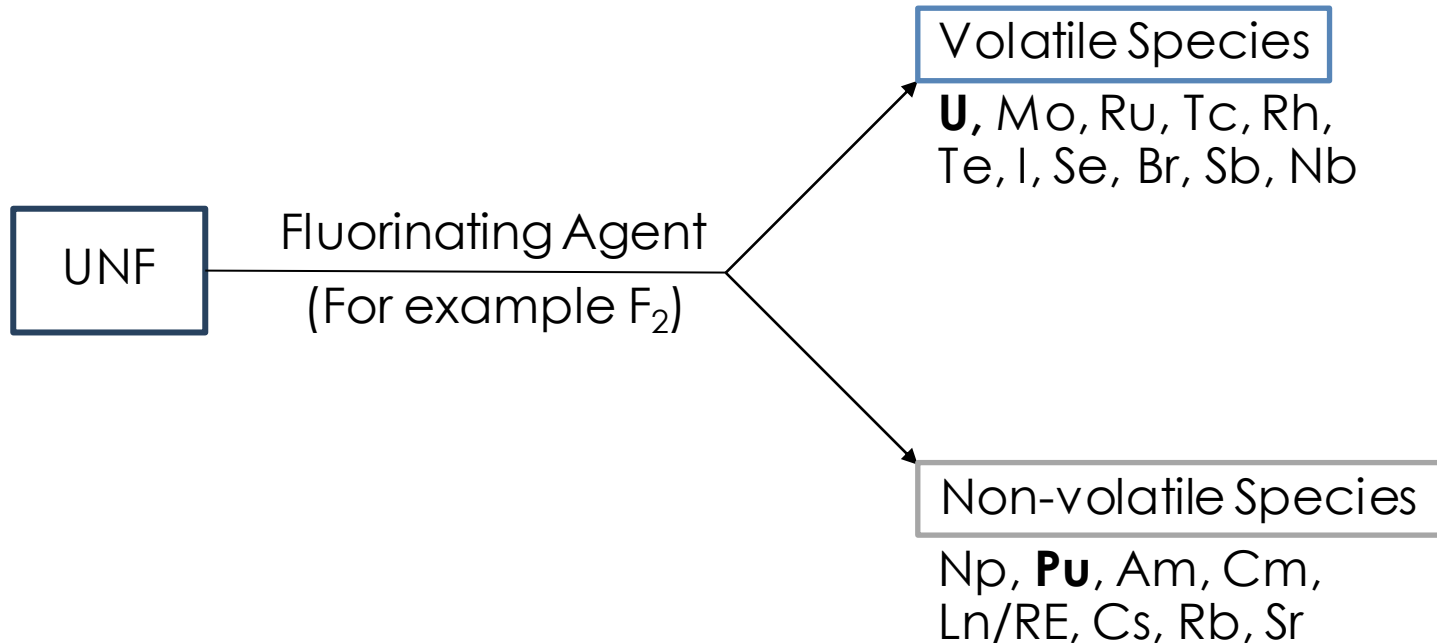 Volatile Species
U, Mo, Ru, Tc, Rh,
Te, I, Se, Br, Sb, Nb
UNF
Fluorinating Agent
(For example F₂)
Non-volatile Species
Np, Pu, Am, Cm,
Ln/RE, Cs, Rb, Sr